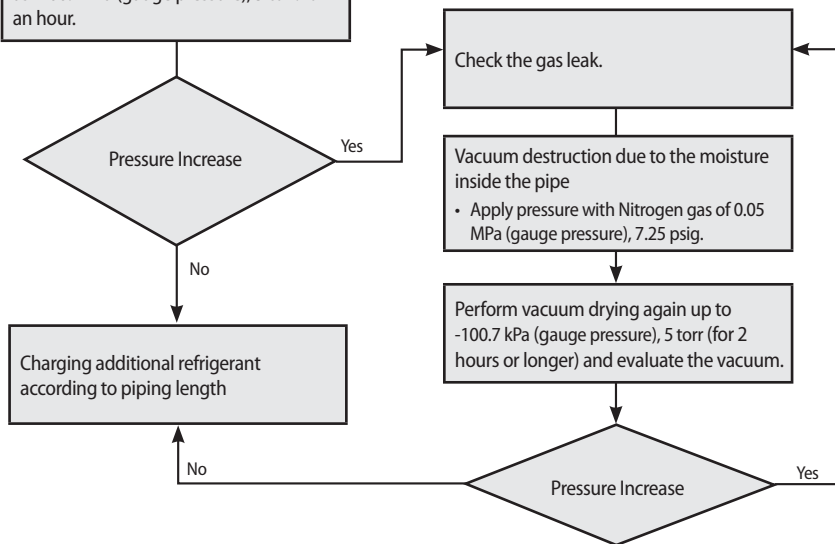 an hour.
Pressure Increase
Yes
No
Charging additional refrigerant
according to piping length
Check the gas leak.
Vacuum destruction due to the moisture
inside the pipe
• Apply pressure with Nitrogen gas of 0.05
MPa (gauge pressure), 7.25 psig.
Perform vacuum drying again up to
-100.7 kPa (gauge pressure), 5 torr (for 2
hours or longer) and evaluate the vacuum.
Pressure Increase
No
Yes